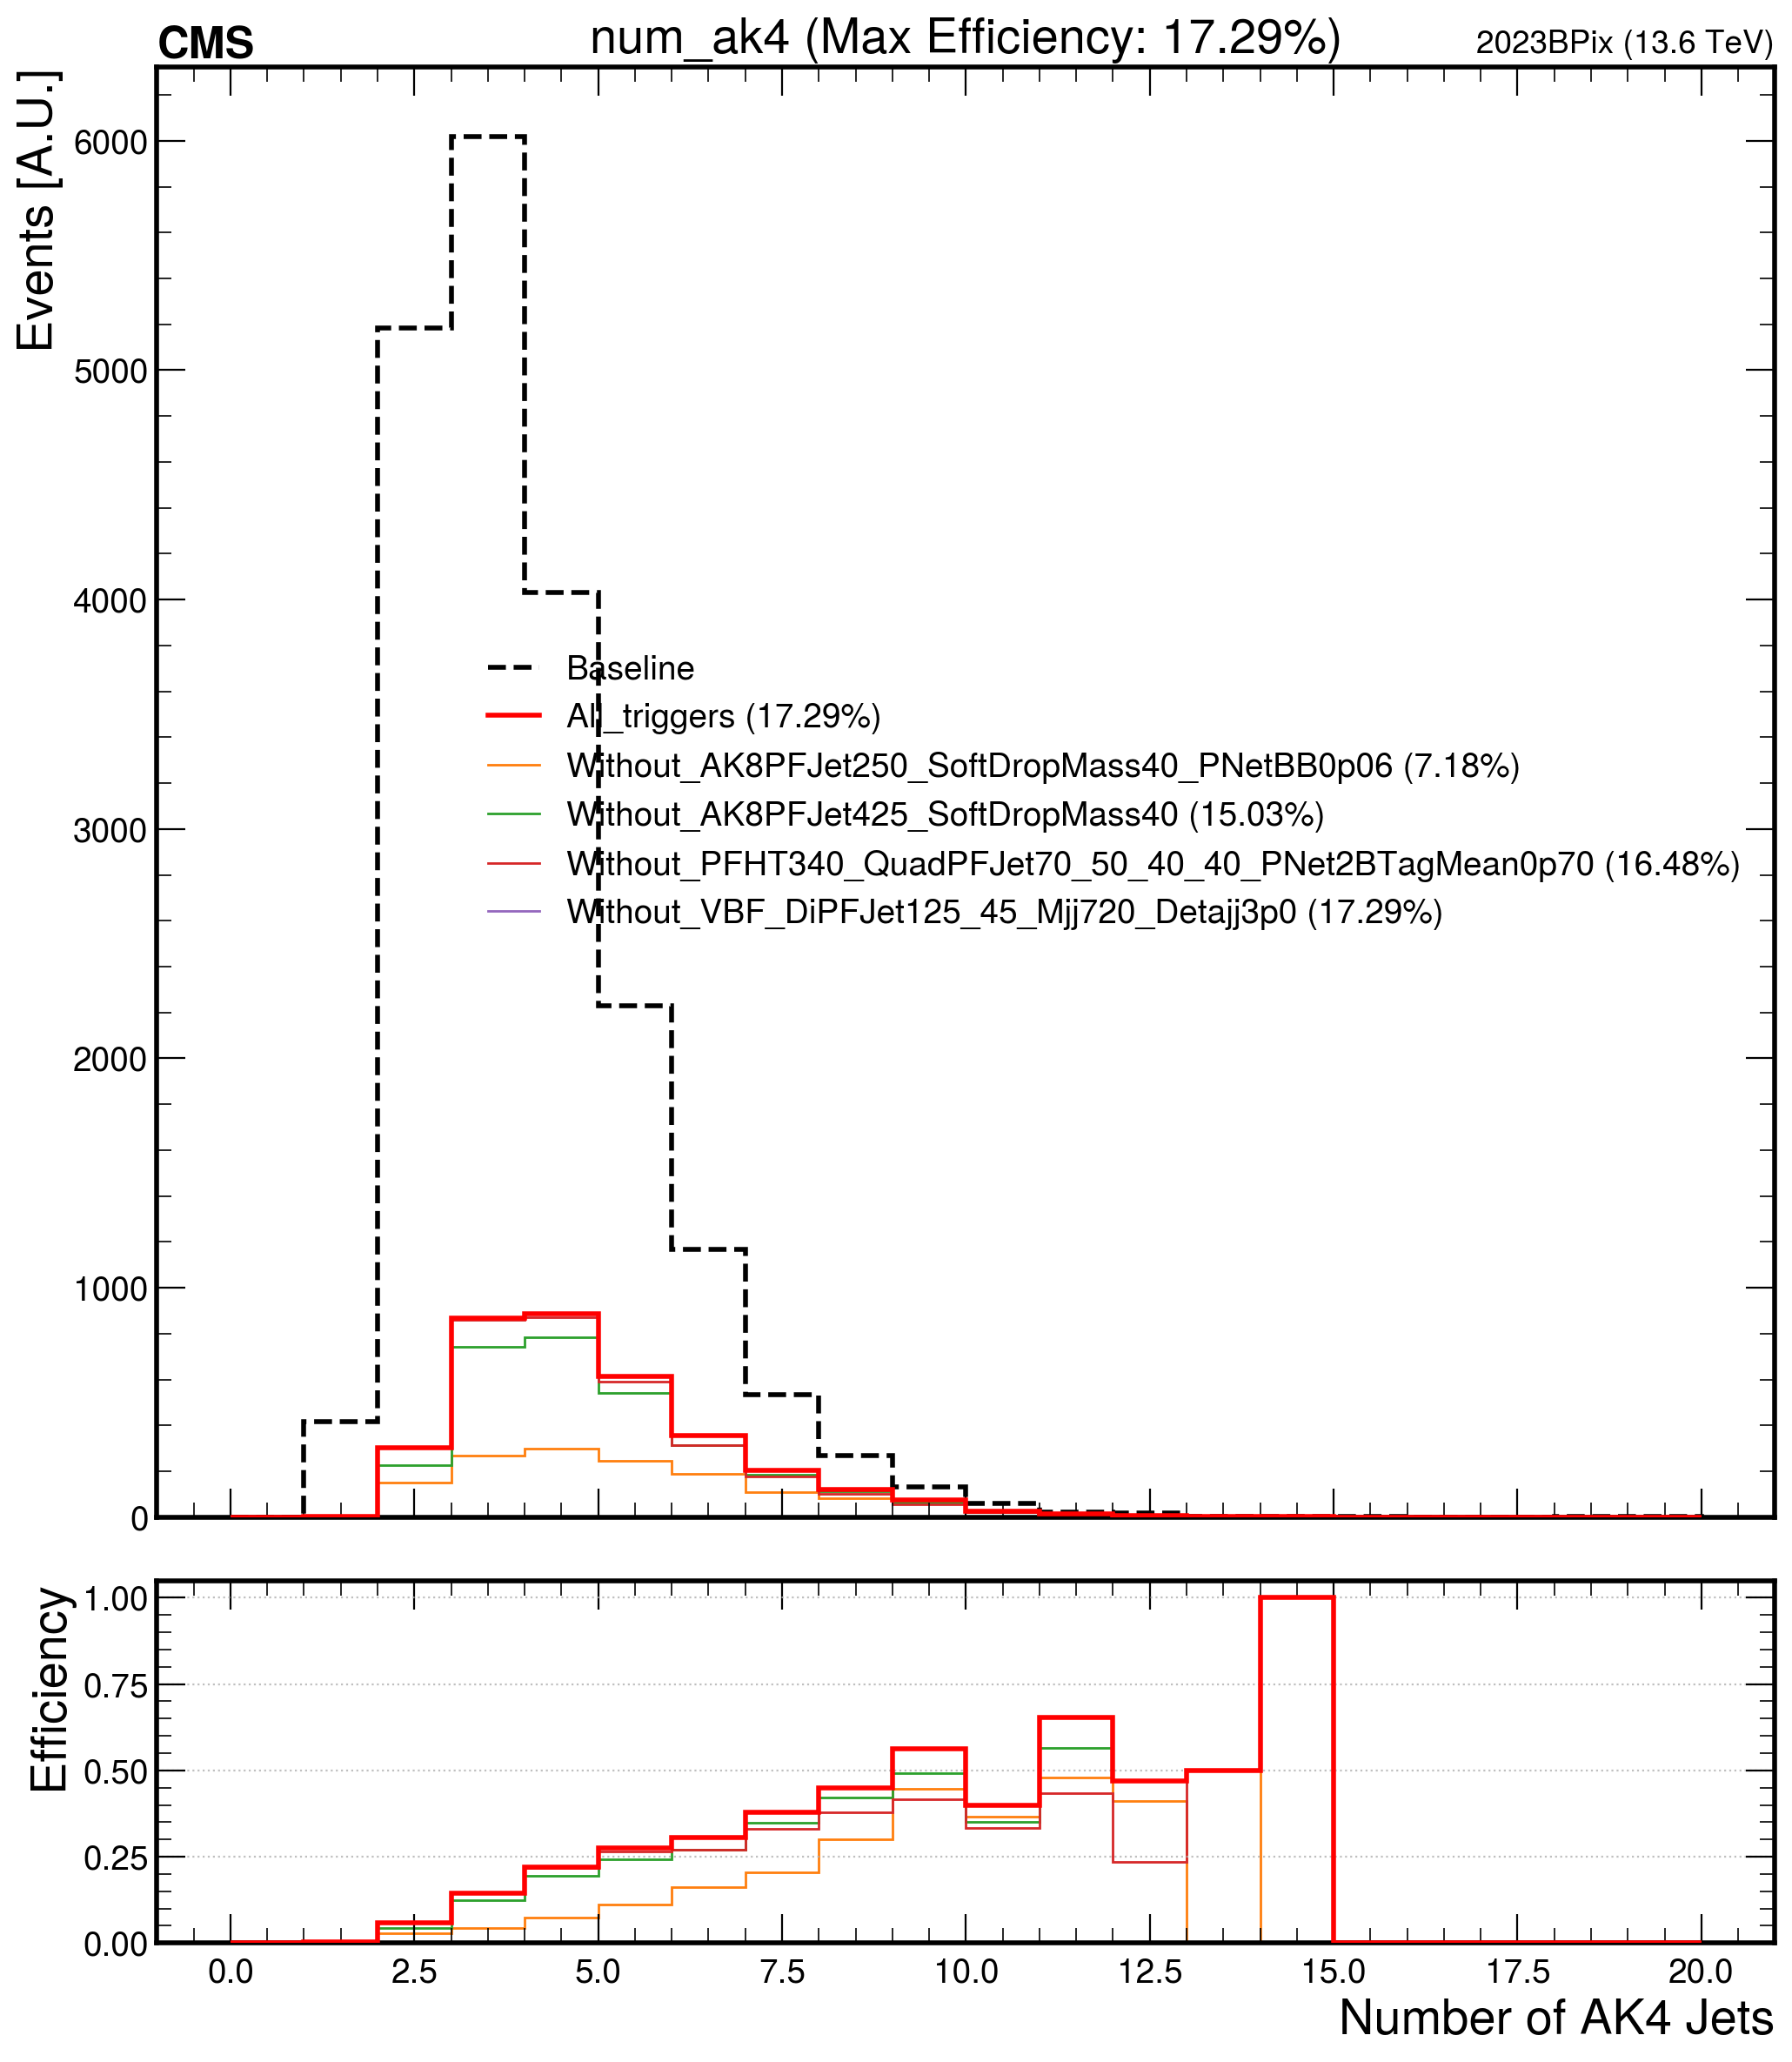 CMS
num_ak4 (Max Efficiency: 17.29%)
2023BPix (13.6 TeV)
Events [A.U.]
6000
5000
4000
3000
2000
1000
0
Baseline
All_triggers (17.29%)
Without_AK8PFJet250_SoftDropMass40_PNetBB0p06 (7.18%)
Without_AK8PFJet425_SoftDropMass40 (15.03%)
Without_PFHT340_QuadPFJet70_50_40_40_PNet2BTagMean0p70 (16.48%)
Without_VBF_DiPFJet125_45_Mjj720_Detajj3p0 (17.29%)
Efficiency
1.00
0.75
0.50
0.25
0.00
0.0 2.5 5.0 7.5 10.0 12.5 15.0 17.5 20.0
Number of AK4 Jets